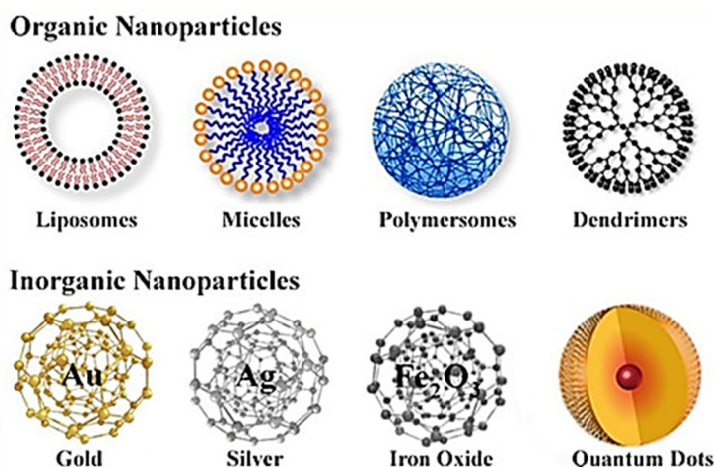 Organic Nanoparticles
Liposomes Micelles Polymersomes Dendrimers
Inorganic Nanoparticles
Au Ag Fe2O3
Gold Silver Iron Oxide Quantum Dots